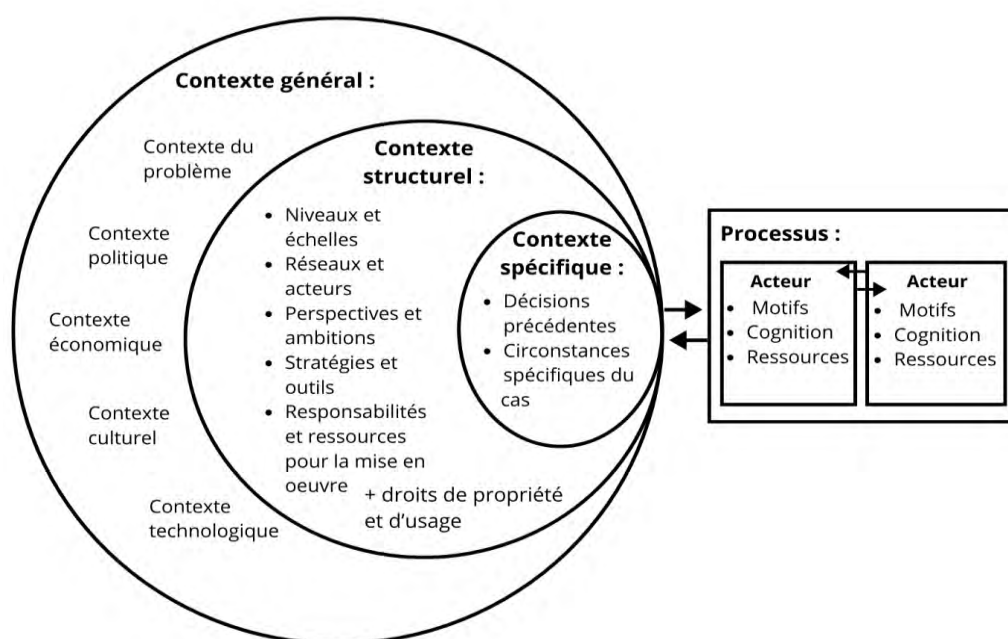 Contexte général :
Contexte du
problème
Contexte
politique
Contexte
économique
Contexte
culturel
Contexte
technologique
Contexte
structurel :
• Niveaux et
échelles
• Réseaux et
acteurs
• Perspectives et
ambitions
• Stratégies et
outils
• Responsabilités
et ressources
pour la mise en
oeuvre
+ droits de propriété
et d'usage
Contexte
spécifique :
• Décisions
précédentes
• Circonstances
spécifiques du
cas
Processus :
Acteur
• Motifs
• Cognition
• Ressources
Acteur
• Motifs
• Cognition
• Ressources